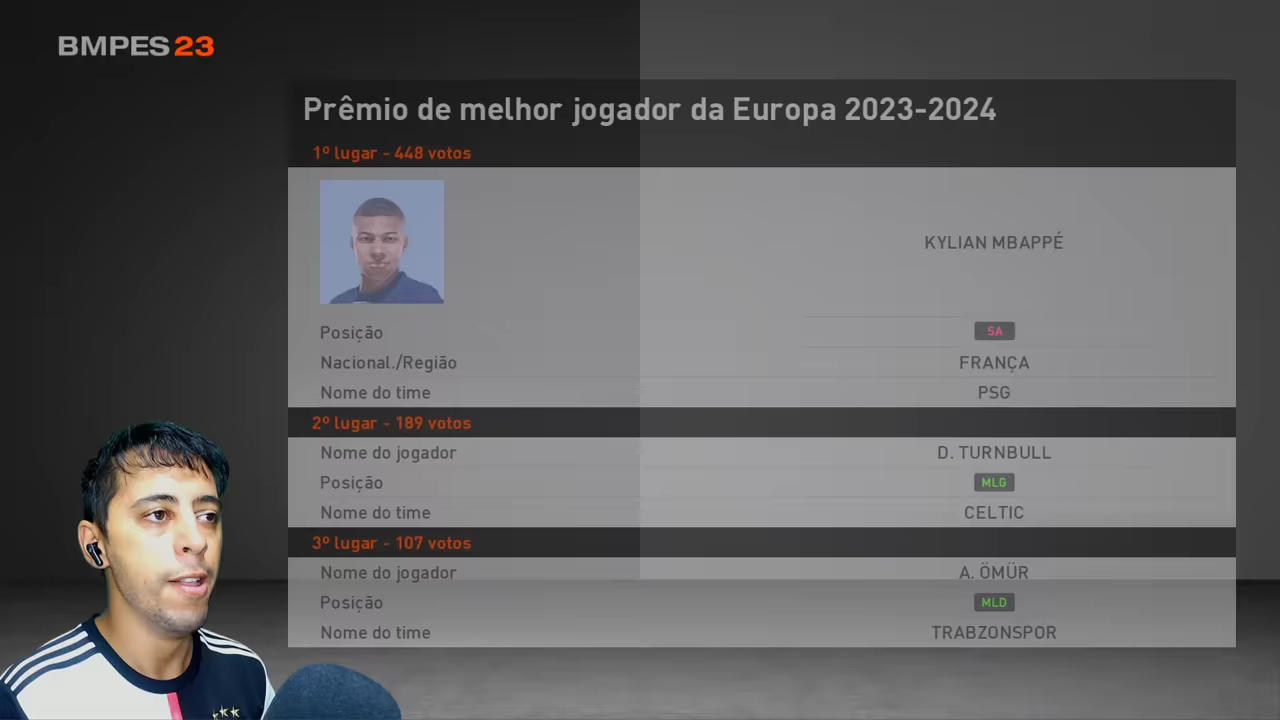 BMPES 23
Prêmio de melhor jogador da Europa 2023-2024
1º lugar - 448 votos
KYLIAN MBAPPÉ
Posição SA
Nacional./Região FRANÇA
Nome do time PSG
2º lugar - 189 votos
Nome do jogador D. TURNBULL
Posição MLG
Nome do time CELTIC
3º lugar - 107 votos
Nome do jogador A. ÖMÜR
Posição MLD
Nome do time TRABZONSPOR